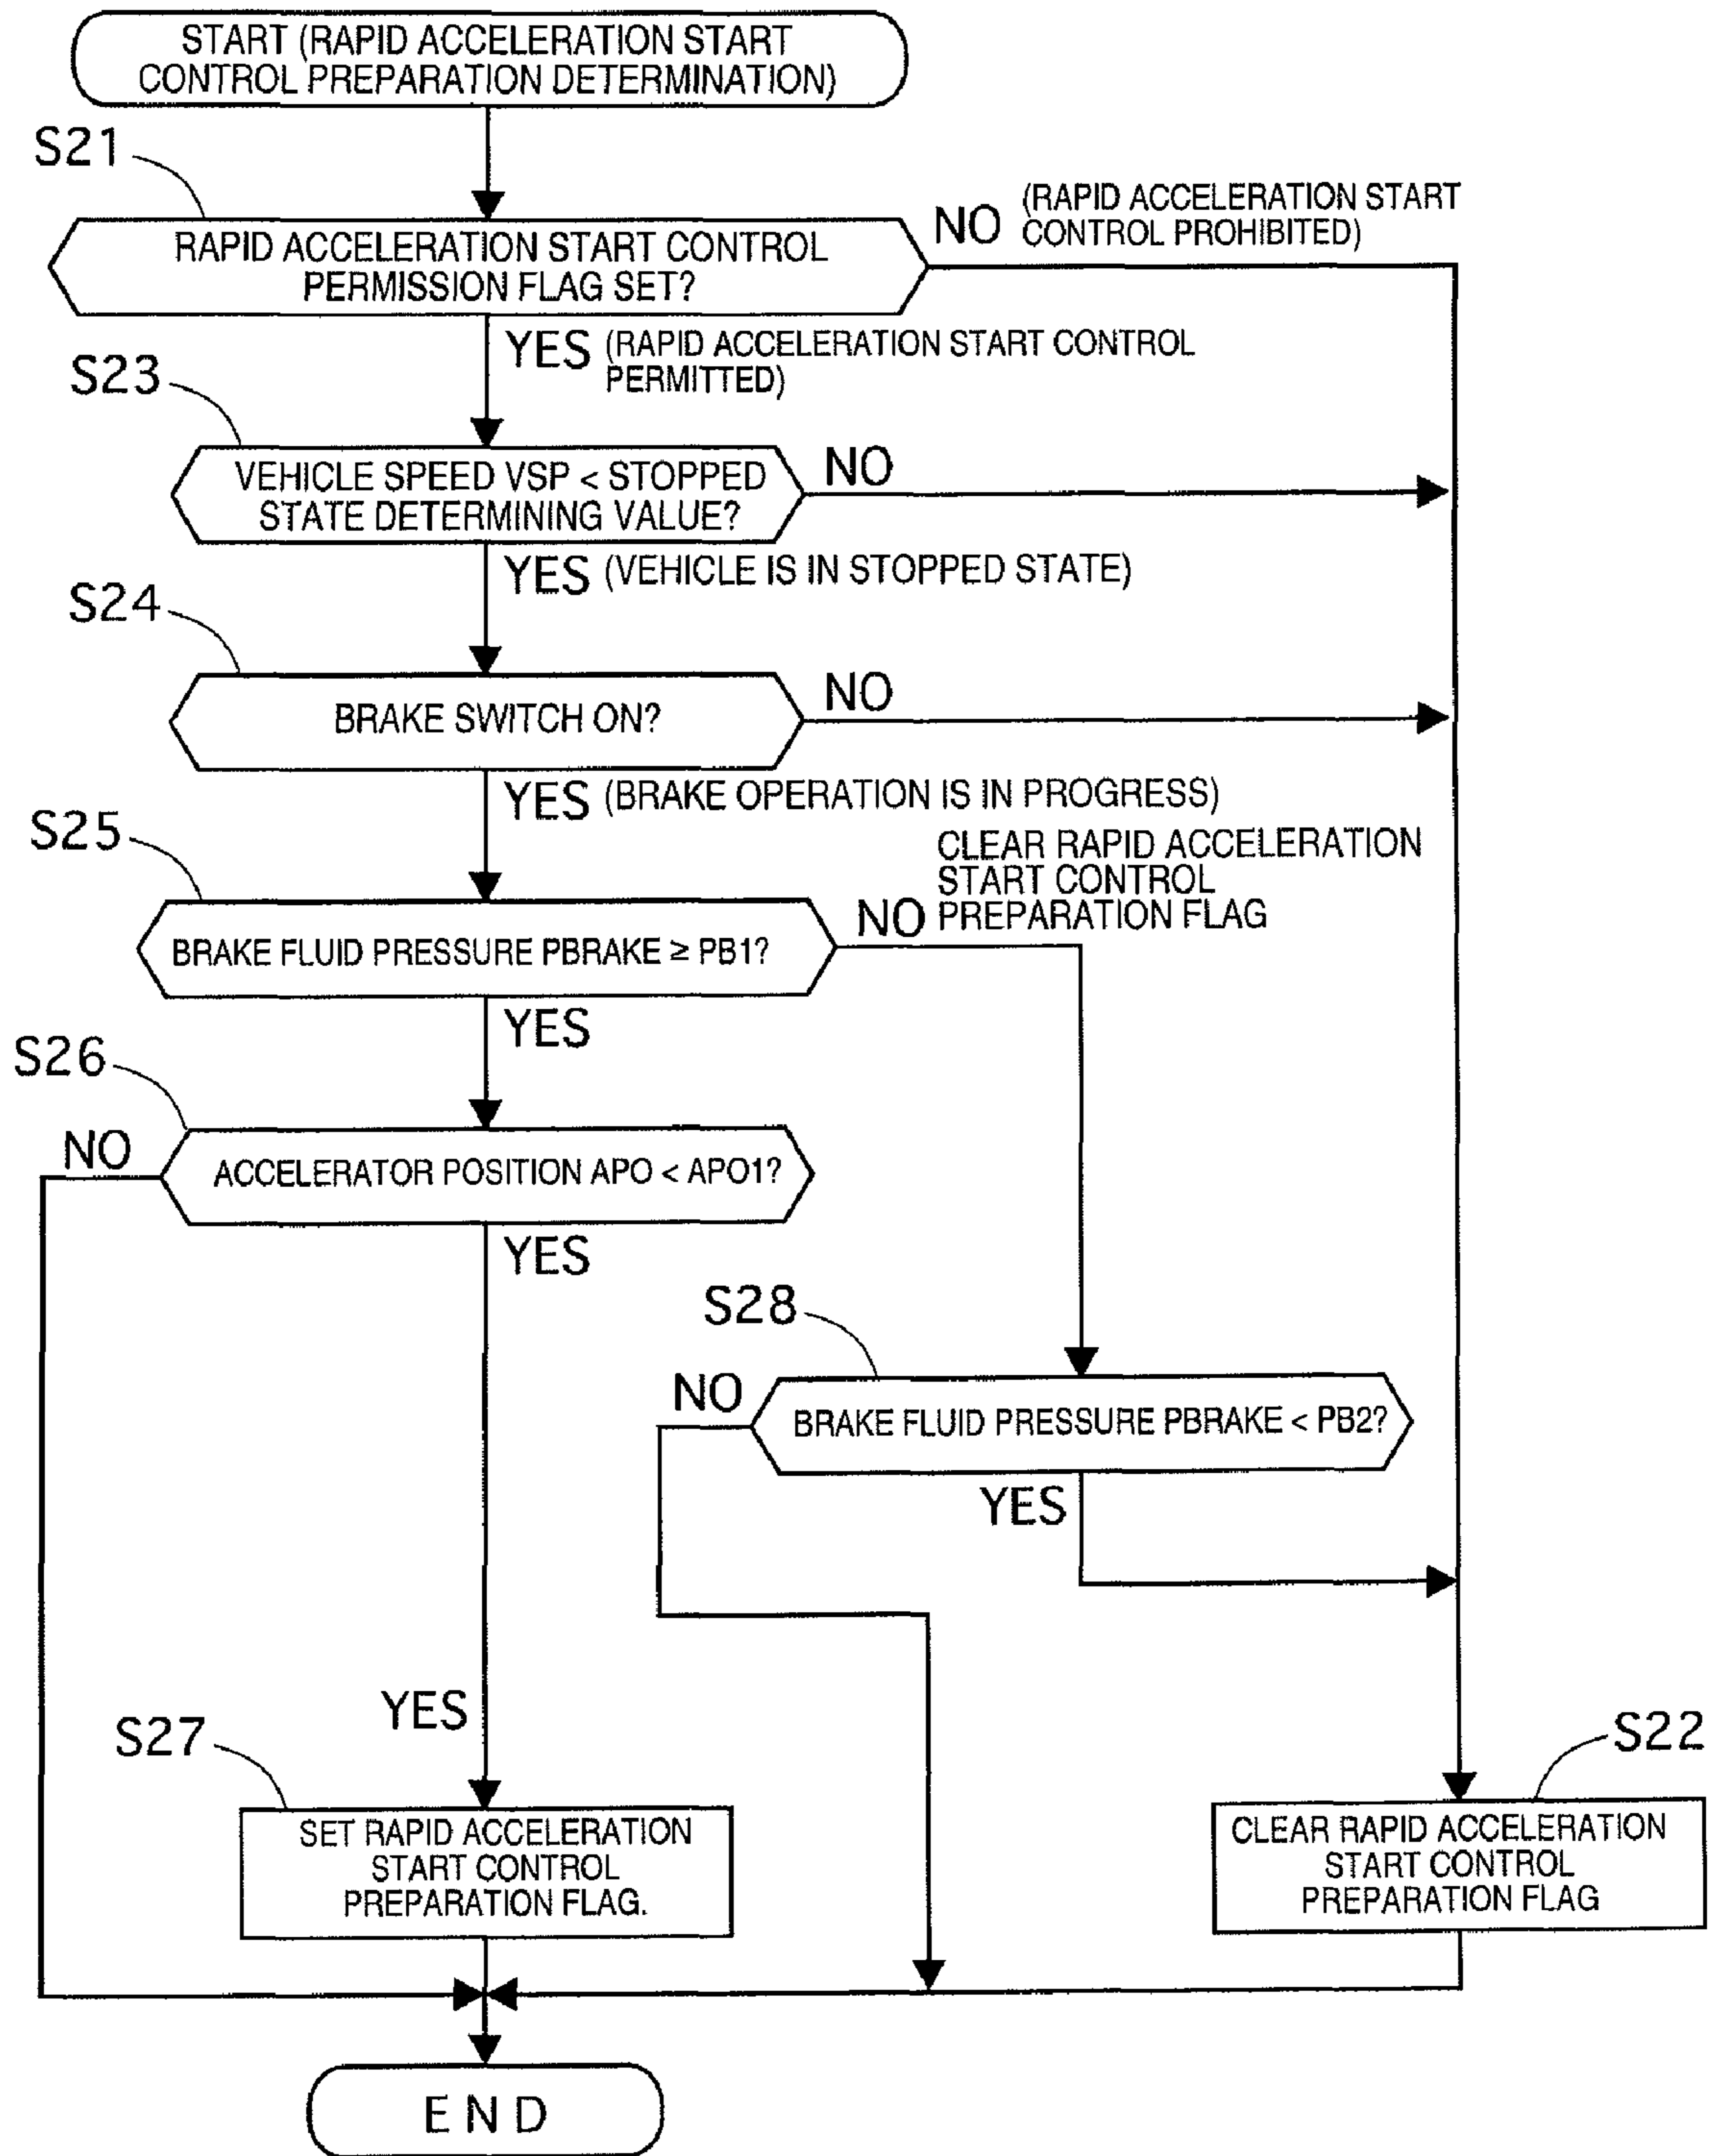 START (RAPID ACCELERATION START
CONTROL PREPARATION DETERMINATION)
S21
RAPID ACCELERATION START CONTROL
PERMISSION FLAG SET?
NO (RAPID ACCELERATION START
CONTROL PROHIBITED)
YES (RAPID ACCELERATION START CONTROL
PERMITTED)
S23
VEHICLE SPEED VSP < STOPPED
STATE DETERMINING VALUE?
NO
YES (VEHICLE IS IN STOPPED STATE)
S24
BRAKE SWITCH ON?
NO
YES (BRAKE OPERATION IS IN PROGRESS)
S25
BRAKE FLUID PRESSURE PBRAKE ≥ PB1?
NO
CLEAR RAPID ACCELERATION
START CONTROL
PREPARATION FLAG
YES
S26
NO
ACCELERATOR POSITION APO < APO1?
YES
S28
NO
BRAKE FLUID PRESSURE PBRAKE < PB2?
YES
YES
S27
SET RAPID ACCELERATION
START CONTROL
PREPARATION FLAG.
S22
CLEAR RAPID ACCELERATION
START CONTROL
PREPARATION FLAG
END